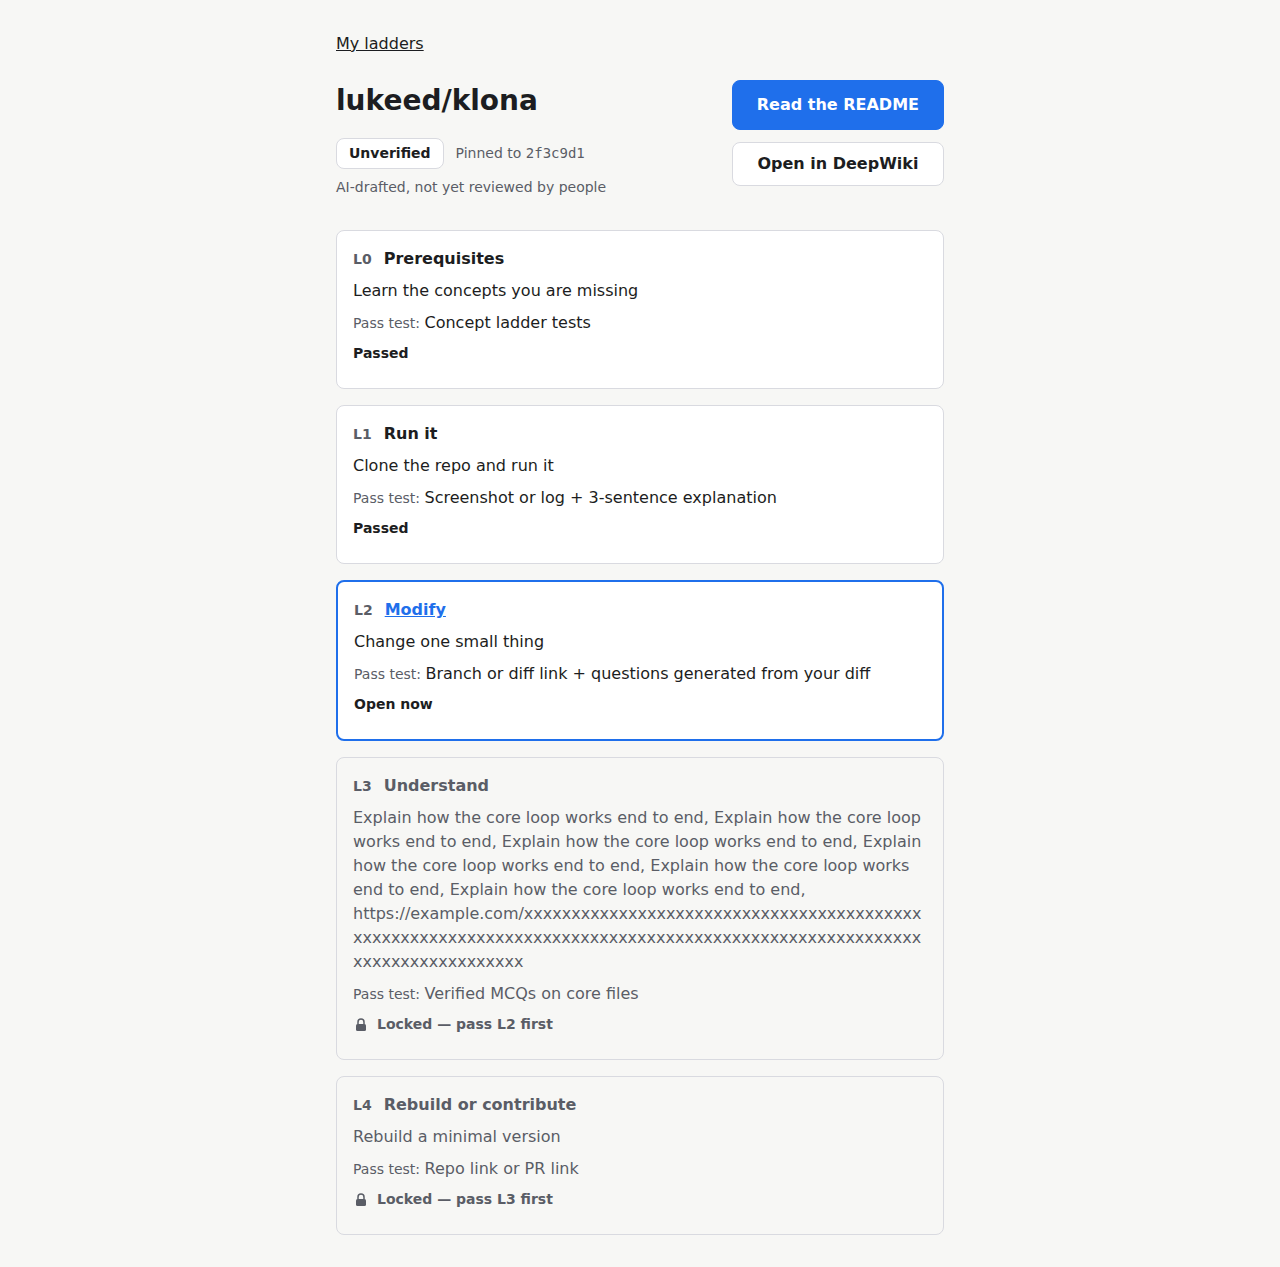 My ladders
lukeed/klona
Read the README
Unverified Pinned to 2f3c9d1
Open in DeepWiki
AI-drafted, not yet reviewed by people
L0 Prerequisites
Learn the concepts you are missing
Pass test: Concept ladder tests
Passed
L1 Run it
Clone the repo and run it
Pass test: Screenshot or log + 3-sentence explanation
Passed
L2 Modify
Change one small thing
Pass test: Branch or diff link + questions generated from your diff
Open now
L3 Understand
Explain how the core loop works end to end, Explain how the core loop
works end to end, Explain how the core loop works end to end, Explain
how the core loop works end to end, Explain how the core loop works
end to end, Explain how the core loop works end to end,
https://example.com/xxxxxxxxxxxxxxxxxxxxxxxxxxxxxxxxxxxxxxxxxx
xxxxxxxxxxxxxxxxxxxxxxxxxxxxxxxxxxxxxxxxxxxxxxxxxxxxxxxxxxxx
xxxxxxxxxxxxxxxxxx
Pass test: Verified MCQs on core files
Locked — pass L2 first
L4 Rebuild or contribute
Rebuild a minimal version
Pass test: Repo link or PR link
Locked — pass L3 first